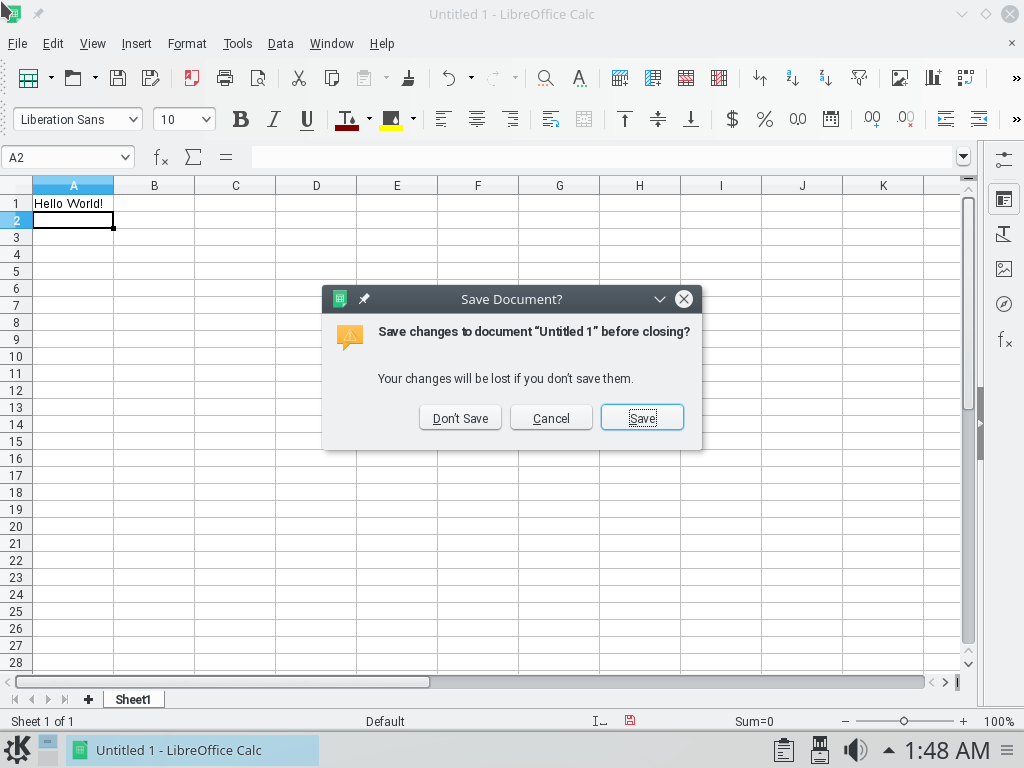 Untitled 1 - LibreOffice Calc
File Edit View Insert Format Tools Data Window Help
Liberation Sans 10
A2
A B C D E F G H I J K
1 Hello World!
2
3
4
5
6
7
8
9
10
11
12
13
14
15
16
17
18
19
20
21
22
23
24
25
26
27
28
Save Document?
Save changes to document “Untitled 1” before closing?
Your changes will be lost if you don’t save them.
Don’t Save Cancel Save
Sheet1
Sheet 1 of 1 Default Sum=0 100%
Untitled 1 - LibreOffice Calc 1:48 AM